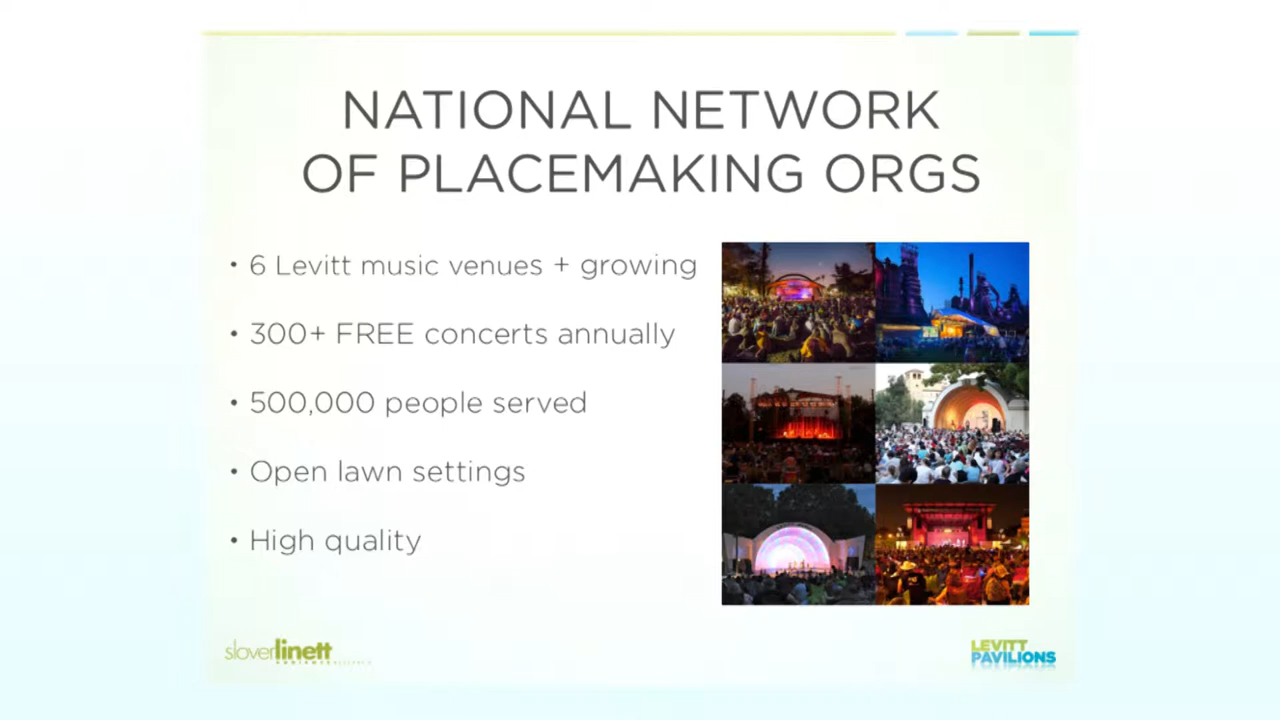 NATIONAL NETWORK
OF PLACEMAKING ORGS
• 6 Levitt music venues + growing
• 300+ FREE concerts annually
• 500,000 people served
• Open lawn settings
• High quality
sloverlinett
LEVITT
PAVILIONS